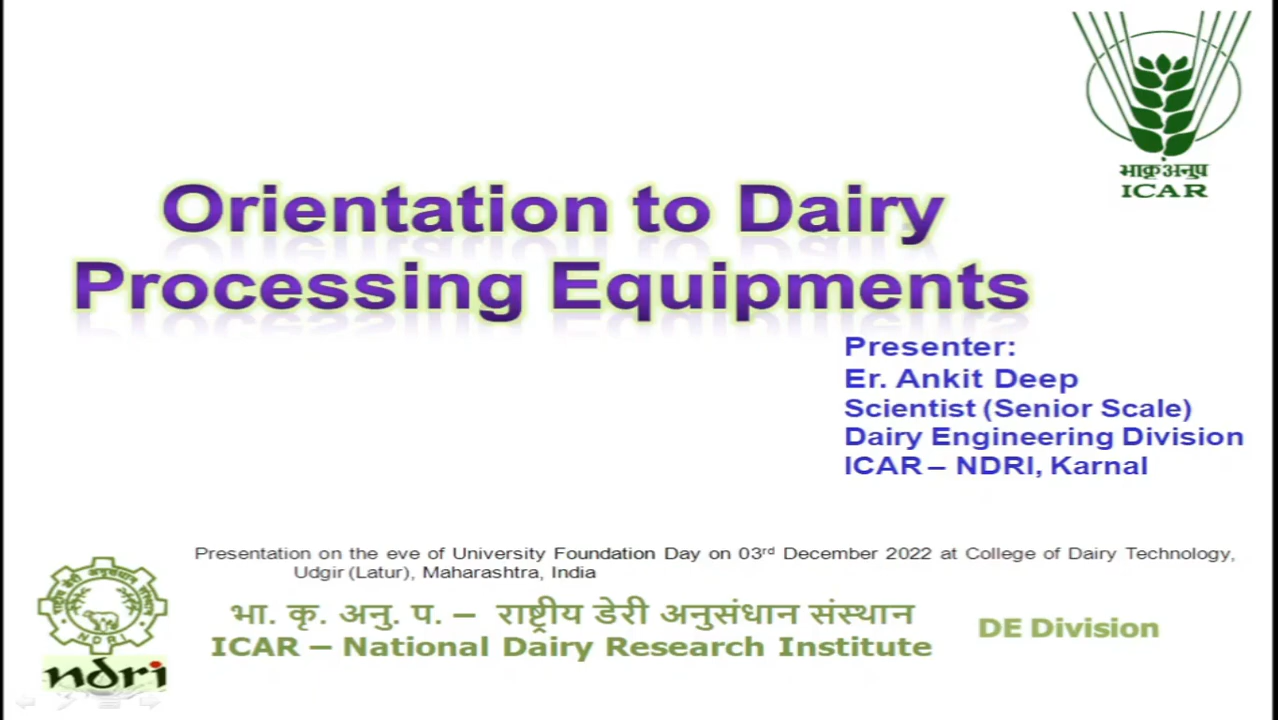 भाकृअनुप
ICAR
Orientation to Dairy
Processing Equipments
Presenter:
Er. Ankit Deep
Scientist (Senior Scale)
Dairy Engineering Division
ICAR – NDRI, Karnal
Presentation on the eve of University Foundation Day on 03rd December 2022 at College of Dairy Technology,
Udgir (Latur), Maharashtra, India
भा. कृ. अनु. प. – राष्ट्रीय डेरी अनुसंधान संस्थान
ICAR – National Dairy Research Institute
DE Division
राष्ट्रीय डेरी अनुसंधान संस्थान
NDRI
ndri